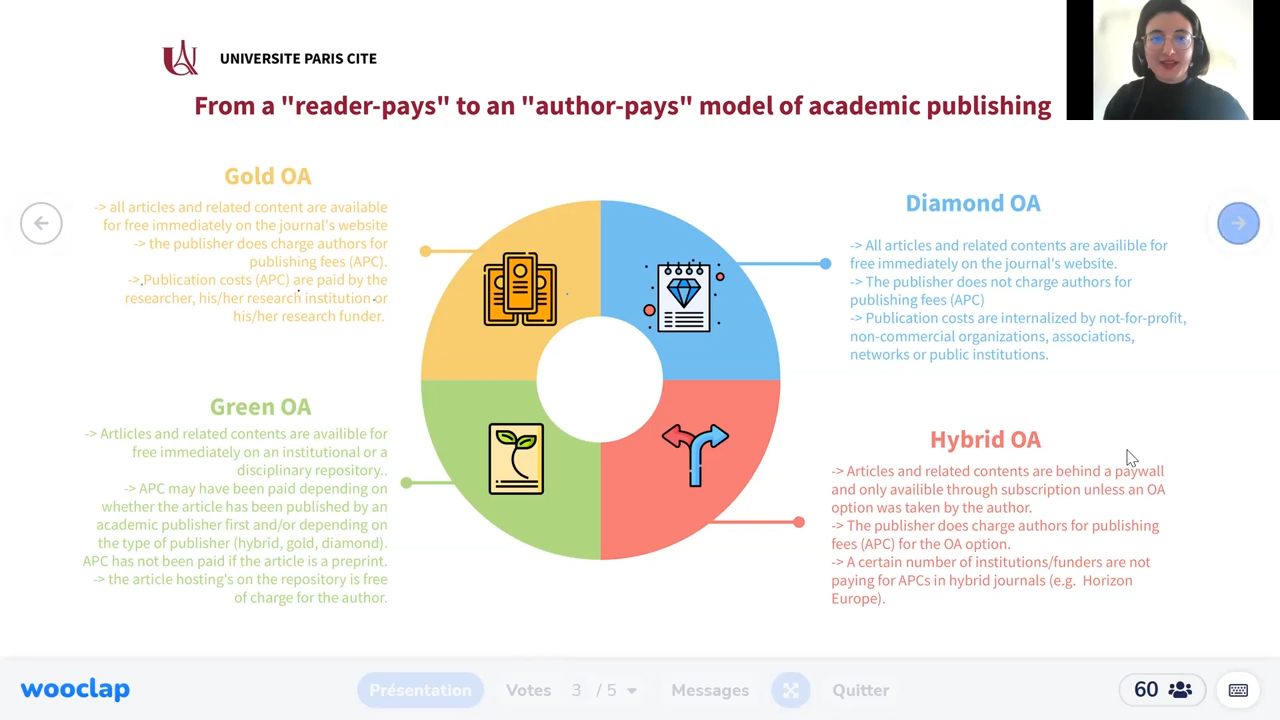 UNIVERSITE PARIS CITE
From a "reader-pays" to an "author-pays" model of academic publishing
Gold OA
-> all articles and related content are available
for free immediately on the journal's website
-> the publisher does charge authors for
publishing fees (APC).
->Publication costs (APC) are paid by the
researcher, his/her research institution or
his/her research funder.
Diamond OA
-> All articles and related contents are availible for
free immediately on the journal's website.
-> The publisher does not charge authors for
publishing fees (APC)
-> Publication costs are internalized by not-for-profit,
non-commercial organizations, associations,
networks or public institutions.
Green OA
-> Artlicles and related contents are availible for
free immediately on an institutional or a
disciplinary repository..
-> APC may have been paid depending on
whether the article has been published by an
academic publisher first and/or depending on
the type of publisher (hybrid, gold, diamond).
APC has not been paid if the article is a preprint.
-> the article hosting's on the repository is free
of charge for the author.
Hybrid OA
-> Articles and related contents are behind a paywall
and only availible through subscription unless an OA
option was taken by the author.
-> The publisher does charge authors for publishing
fees (APC) for the OA option.
-> A certain number of institutions/funders are not
paying for APCs in hybrid journals (e.g. Horizon
Europe).
wooclap
Présentation Votes 3 / 5 Messages Quitter 60